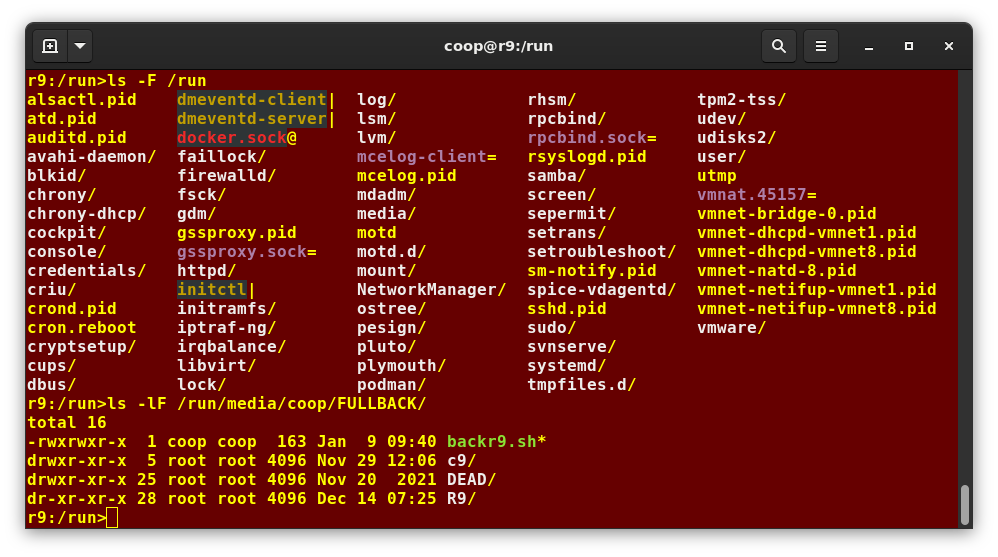 coop@r9:/run
r9:/run>ls -F /run
alsactl.pid    dmeventd-client|  log/             rhsm/            tpm2-tss/
atd.pid        dmeventd-server|  lsm/             rpcbind/         udev/
auditd.pid     docker.sock@      lvm/             rpcbind.sock=    udisks2/
avahi-daemon/  faillock/         mcelog-client=   rsyslogd.pid     user/
blkid/         firewalld/        mcelog.pid       samba/           utmp
chrony/        fsck/             mdadm/           screen/          vmnat.45157=
chrony-dhcp/   gdm/              media/           sepermit/        vmnet-bridge-0.pid
cockpit/       gssproxy.pid      motd             setrans/         vmnet-dhcpd-vmnet1.pid
console/       gssproxy.sock=    motd.d/          setroubleshoot/  vmnet-dhcpd-vmnet8.pid
credentials/   httpd/            mount/           sm-notify.pid    vmnet-natd-8.pid
criu/          initctl|          NetworkManager/  spice-vdagentd/  vmnet-netifup-vmnet1.pid
crond.pid      initramfs/        ostree/          sshd.pid         vmnet-netifup-vmnet8.pid
cron.reboot    iptraf-ng/        pesign/          sudo/            vmware/
cryptsetup/    irqbalance/       pluto/           svnserve/
cups/          libvirt/          plymouth/        systemd/
dbus/          lock/             podman/          tmpfiles.d/
r9:/run>ls -lF /run/media/coop/FULLBACK/
total 16
-rwxrwxr-x  1 coop coop  163 Jan  9 09:40 backr9.sh*
drwxr-xr-x  5 root root 4096 Nov 29 12:06 c9/
drwxr-xr-x 25 root root 4096 Nov 20  2021 DEAD/
dr-xr-xr-x 28 root root 4096 Dec 14 07:25 R9/
r9:/run>